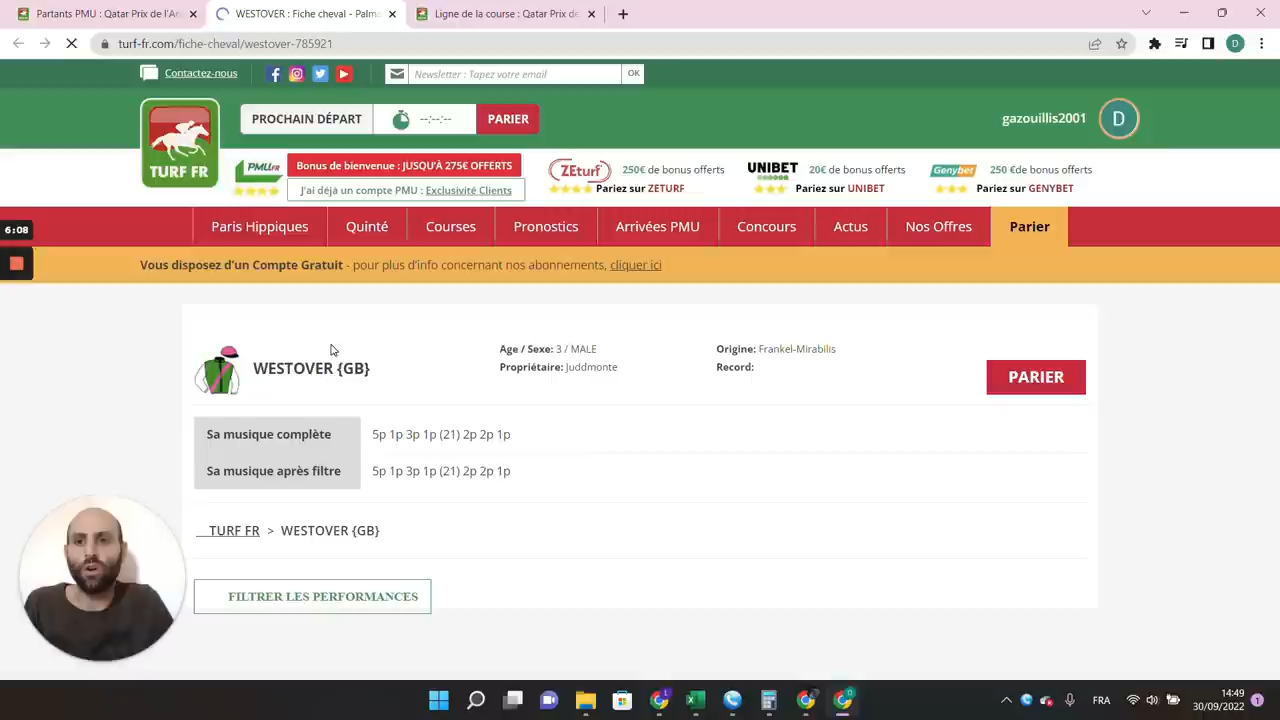 Partants PMU : Qatar Prix de l'Ar
WESTOVER : Fiche cheval - Palma
Ligne de la course : Qatar Prix de
turf-fr.com/fiche-cheval/westover-785921
D
Contactez-nous
Newsletter : Tapez votre email
OK
TURF FR
PROCHAIN DÉPART
--:--:--
PARIER
gazouillis2001
D
PMU.FR
Bonus de bienvenue : JUSQU'À 275€ OFFERTS
J'ai déjà un compte PMU : Exclusivité Clients
ZEturf
250€ de bonus offerts
Pariez sur ZETURF
UNIBET
20€ de bonus offerts
Pariez sur UNIBET
Genybet
250 €de bonus offerts
Pariez sur GENYBET
6:08
Paris Hippiques
Quinté
Courses
Pronostics
Arrivées PMU
Concours
Actus
Nos Offres
Parier
Vous disposez d'un Compte Gratuit - pour plus d'info concernant nos abonnements, cliquer ici
WESTOVER {GB}
Age / Sexe: 3 / MALE
Propriétaire: Juddmonte
Origine: Frankel-Mirabilis
Record:
PARIER
Sa musique complète
5p 1p 3p 1p (21) 2p 2p 1p
Sa musique après filtre
5p 1p 3p 1p (21) 2p 2p 1p
TURF FR > WESTOVER {GB}
FILTRER LES PERFORMANCES
FRA
14:49
30/09/2022
1